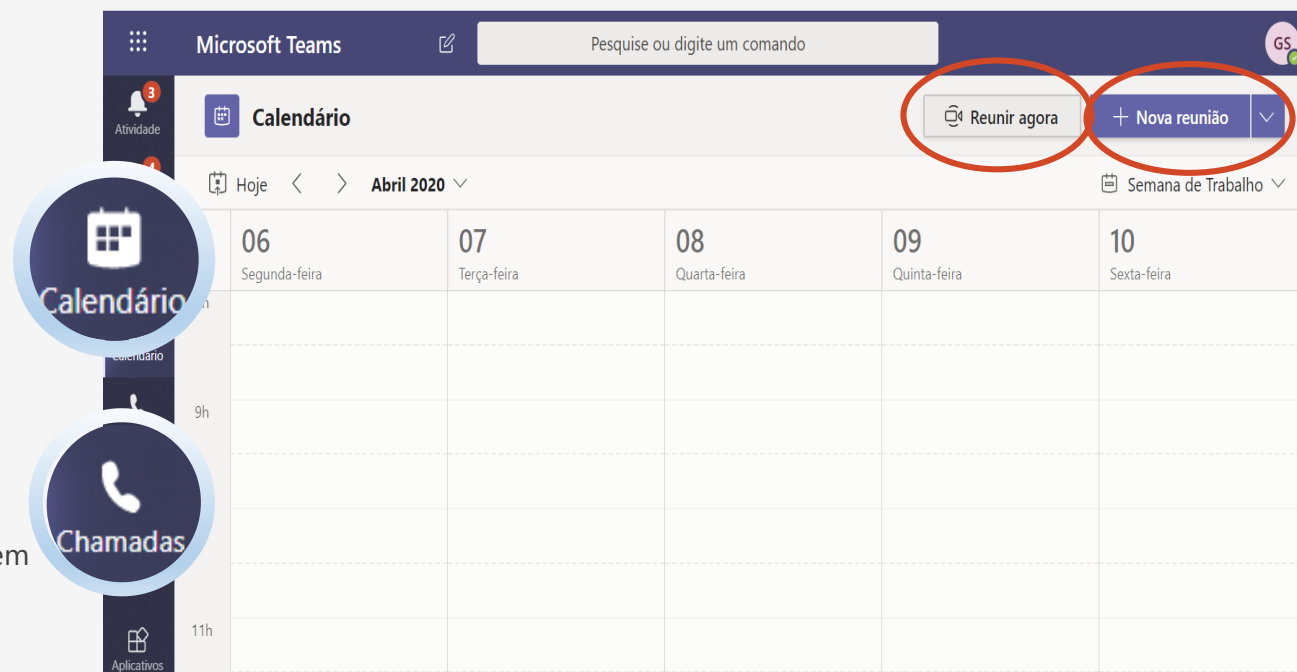 Microsoft Teams
Pesquise ou digite um comando
GS
3
Atividade
Calendário
Reunir agora
+ Nova reunião
Hoje
Abril 2020
Semana de Trabalho
06
Segunda-feira
07
Terça-feira
08
Quarta-feira
09
Quinta-feira
10
Sexta-feira
Calendário
Calendário
9h
Chamadas
em
11h
Aplicativos